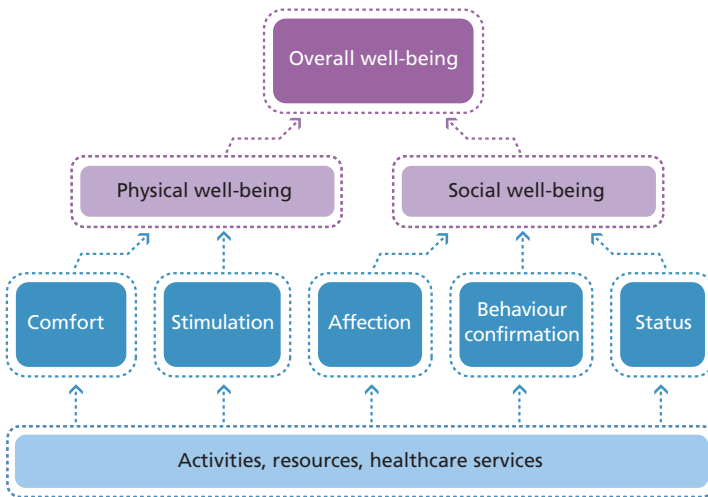 Overall well-being
Physical well-being
Social well-being
Comfort
Stimulation
Affection
Behaviour
confirmation
Status
Activities, resources, healthcare services